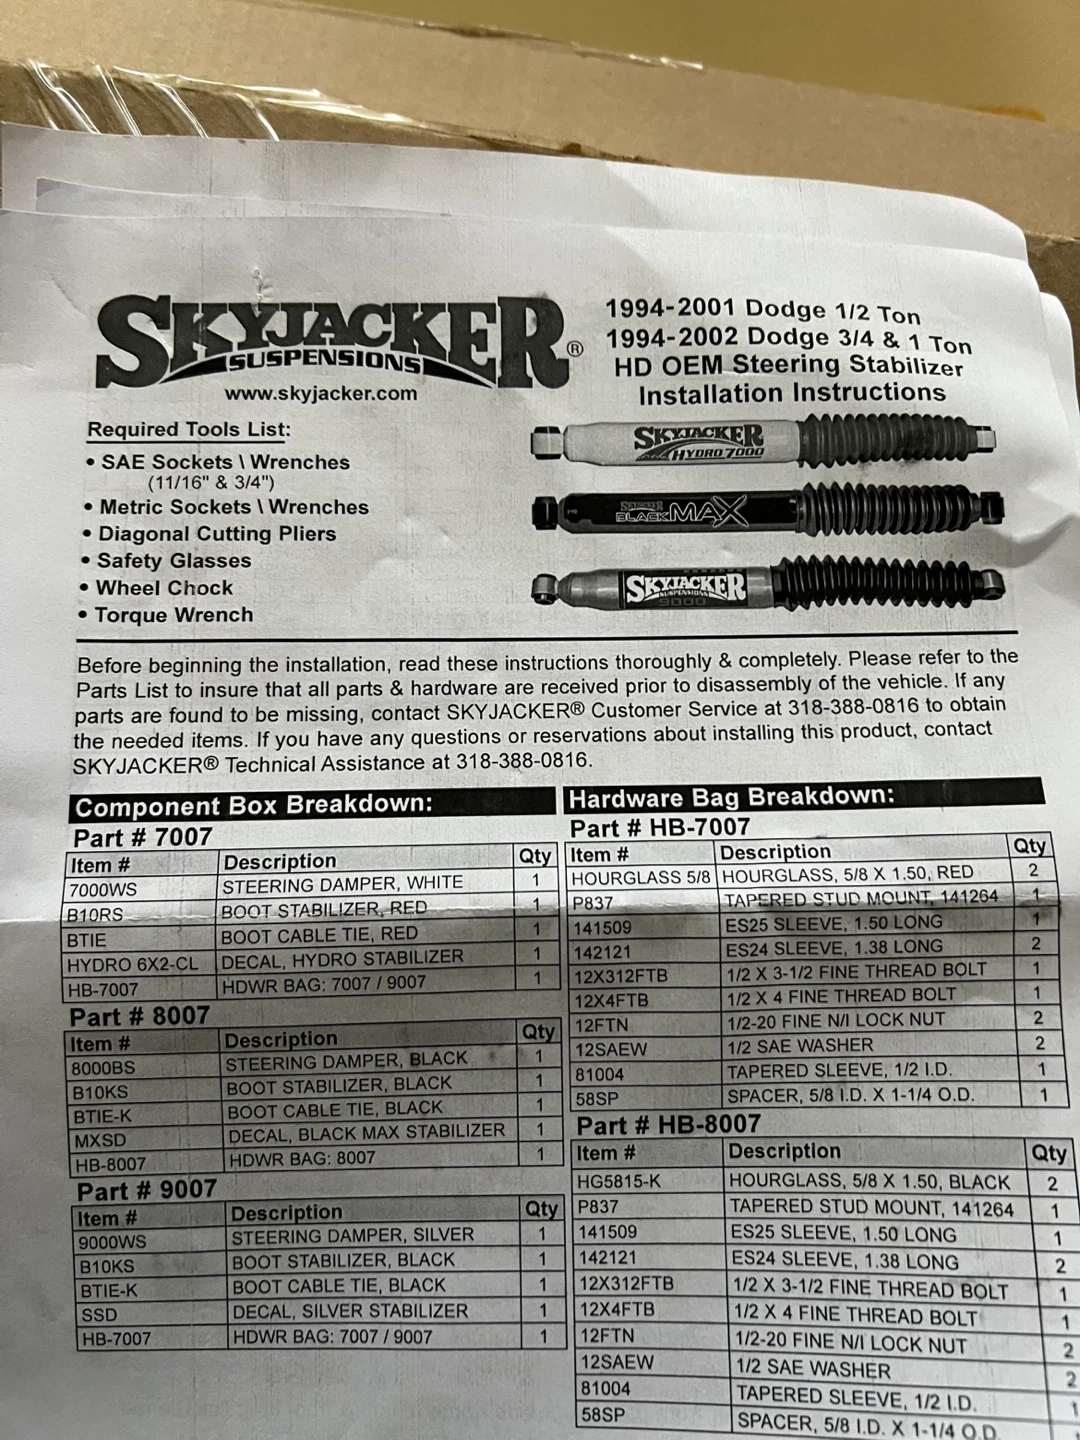 SKYJACKER®
SUSPENSIONS
www.skyjacker.com
1994-2001 Dodge 1/2 Ton
1994-2002 Dodge 3/4 & 1 Ton
HD OEM Steering Stabilizer
Installation Instructions
Required Tools List:
• SAE Sockets \ Wrenches
(11/16" & 3/4")
• Metric Sockets \ Wrenches
• Diagonal Cutting Pliers
• Safety Glasses
• Wheel Chock
• Torque Wrench
SKYJACKER
HYDRO 7000
SKYJACKER
BLACK MAX
SKYJACKER
SUSPENSIONS
9000
Before beginning the installation, read these instructions thoroughly & completely. Please refer to the
Parts List to insure that all parts & hardware are received prior to disassembly of the vehicle. If any
parts are found to be missing, contact SKYJACKER® Customer Service at 318-388-0816 to obtain
the needed items. If you have any questions or reservations about installing this product, contact
SKYJACKER® Technical Assistance at 318-388-0816.
Component Box Breakdown:
Part # 7007
Item # Description Qty
7000WS STEERING DAMPER, WHITE 1
B10RS BOOT STABILIZER, RED 1
BTIE BOOT CABLE TIE, RED 1
HYDRO 6X2-CL DECAL, HYDRO STABILIZER 1
HB-7007 HDWR BAG: 7007 / 9007 1
Part # 8007
Item # Description Qty
8000BS STEERING DAMPER, BLACK 1
B10KS BOOT STABILIZER, BLACK 1
BTIE-K BOOT CABLE TIE, BLACK 1
MXSD DECAL, BLACK MAX STABILIZER 1
HB-8007 HDWR BAG: 8007 1
Part # 9007
Item # Description Qty
9000WS STEERING DAMPER, SILVER 1
B10KS BOOT STABILIZER, BLACK 1
BTIE-K BOOT CABLE TIE, BLACK 1
SSD DECAL, SILVER STABILIZER 1
HB-7007 HDWR BAG: 7007 / 9007 1
Hardware Bag Breakdown:
Part # HB-7007
Item # Description Qty
HOURGLASS 5/8 HOURGLASS, 5/8 X 1.50, RED 2
P837 TAPERED STUD MOUNT, 141264 1
141509 ES25 SLEEVE, 1.50 LONG 1
142121 ES24 SLEEVE, 1.38 LONG 2
12X312FTB 1/2 X 3-1/2 FINE THREAD BOLT 1
12X4FTB 1/2 X 4 FINE THREAD BOLT 1
12FTN 1/2-20 FINE N/I LOCK NUT 2
12SAEW 1/2 SAE WASHER 2
81004 TAPERED SLEEVE, 1/2 I.D. 1
58SP SPACER, 5/8 I.D. X 1-1/4 O.D. 1
Part # HB-8007
Item # Description Qty
HG5815-K HOURGLASS, 5/8 X 1.50, BLACK 2
P837 TAPERED STUD MOUNT, 141264 1
141509 ES25 SLEEVE, 1.50 LONG 1
142121 ES24 SLEEVE, 1.38 LONG 2
12X312FTB 1/2 X 3-1/2 FINE THREAD BOLT 1
12X4FTB 1/2 X 4 FINE THREAD BOLT 1
12FTN 1/2-20 FINE N/I LOCK NUT 2
12SAEW 1/2 SAE WASHER 2
81004 TAPERED SLEEVE, 1/2 I.D. 1
58SP SPACER, 5/8 I.D. X 1-1/4 O.D.